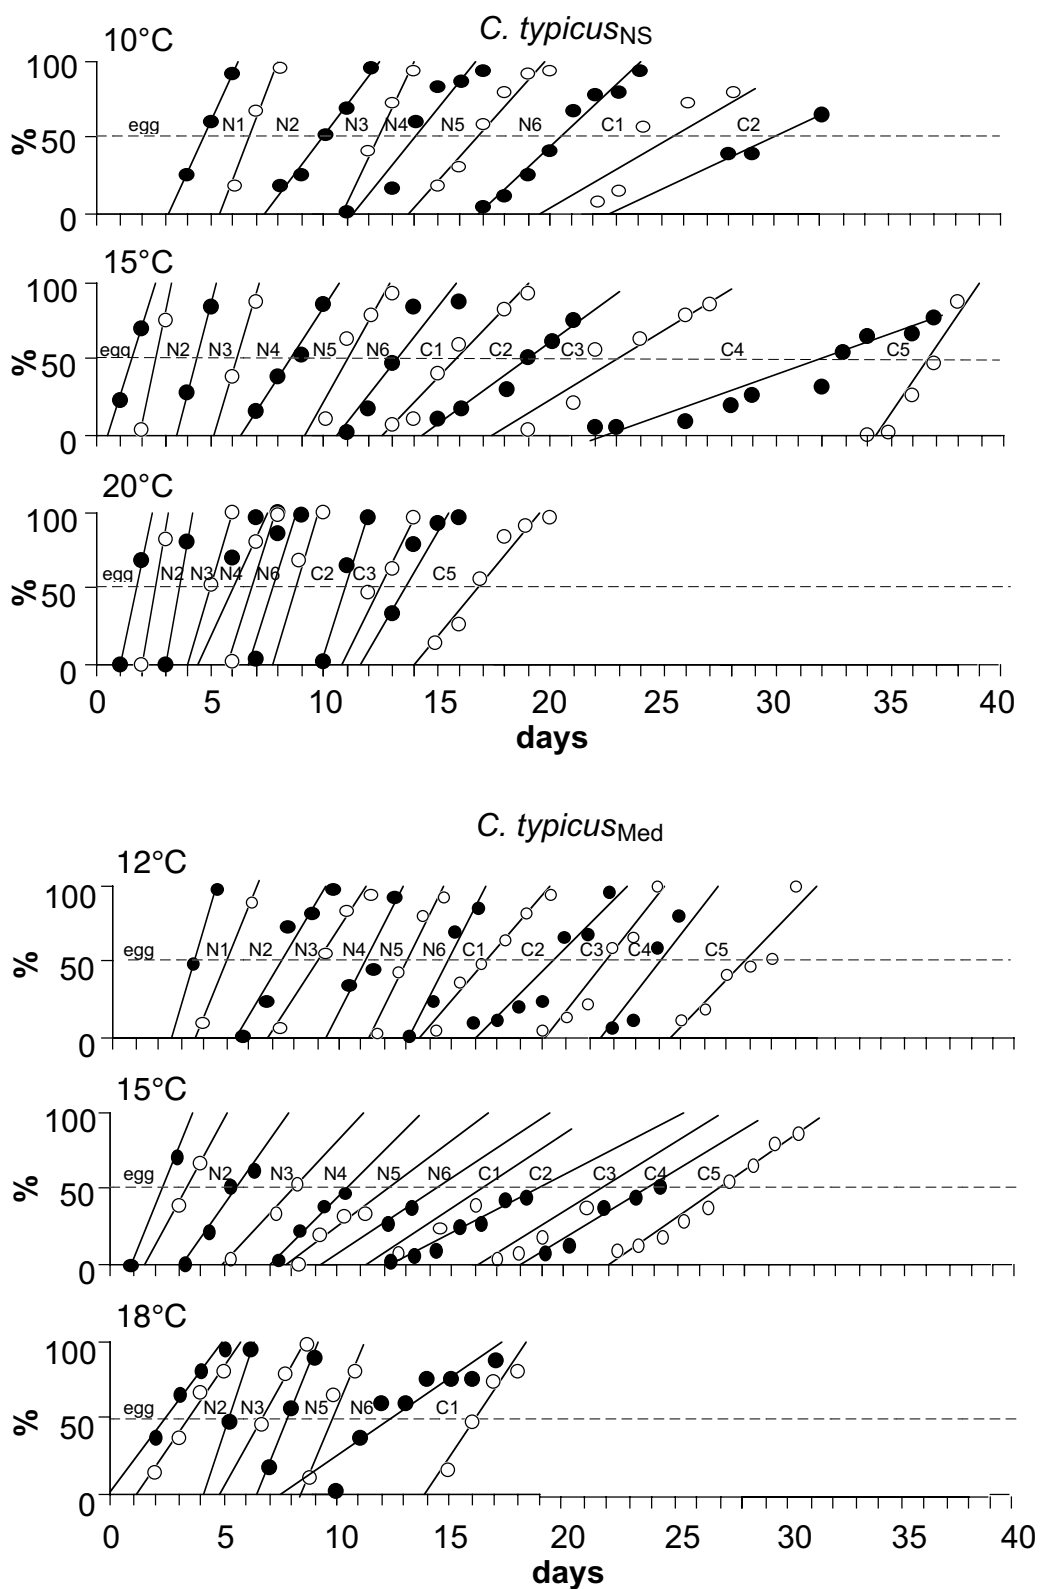 C. typicusNS
10°C
100
egg N1 N2 N3 N4 N5 N6 C1 C2
%
50
0
15°C
100
egg N2 N3 N4 N5 N6 C1 C2 C3 C4 C5
%
50
0
20°C
100
egg N2 N3 N4 N6 C2 C3 C5
%
50
0
0 5 10 15 20 25 30 35 40
days
C. typicusMed
12°C
100
egg N1 N2 N3 N4 N5 N6 C1 C2 C3 C4 C5
%
50
0
15°C
100
egg N2 N3 N4 N5 N6 C1 C2 C3 C4 C5
%
50
0
18°C
100
egg N2 N3 N5 N6 C1
%
50
0
0 5 10 15 20 25 30 35 40
days